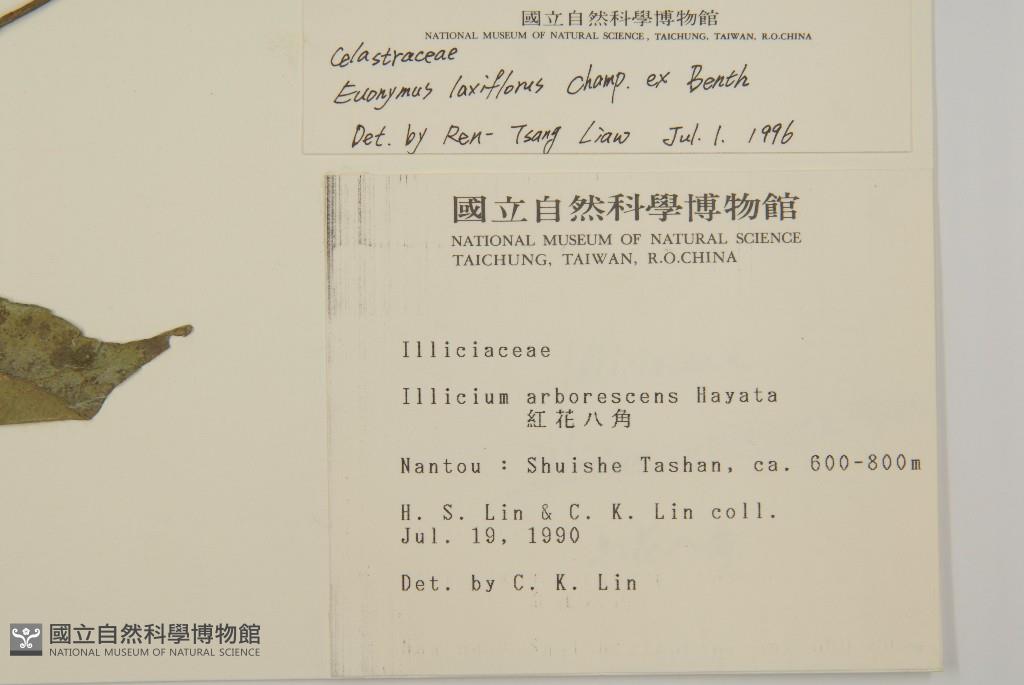 國立自然科學博物館
NATIONAL MUSEUM OF NATURAL SCIENCE, TAICHUNG, TAIWAN, R.O.CHINA
Celastraceae
Euonymus laxiflorus Champ. ex Benth
Det. by Ren-Tsang Liaw Jul. 1. 1996
國立自然科學博物館
NATIONAL MUSEUM OF NATURAL SCIENCE
TAICHUNG, TAIWAN, R.O.CHINA
Illiciaceae
Illicium arborescens Hayata
紅花八角
Nantou : Shuishe Tashan, ca. 600-800m
H. S. Lin & C. K. Lin coll.
Jul. 19, 1990
Det. by C. K. Lin
國立自然科學博物館
NATIONAL MUSEUM OF NATURAL SCIENCE